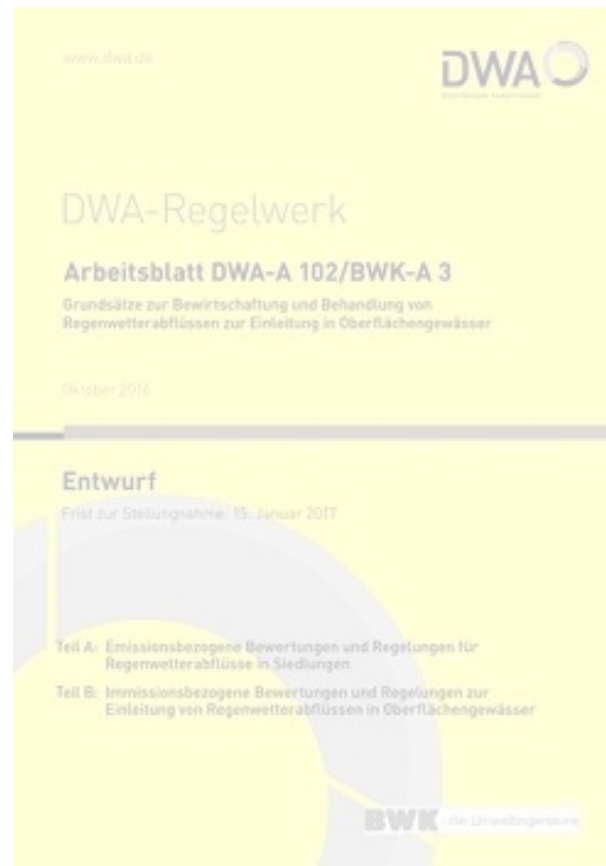 www.dwa.de
DWA
DWA-Regelwerk
Arbeitsblatt DWA-A 102/BWK-A 3
Grundsätze zur Bewirtschaftung und Behandlung von
Regenwetterabflüssen zur Einleitung in Oberflächengewässer
Oktober 2016
Entwurf
Frist zur Stellungnahme: 15. Januar 2017
Teil A: Emissionsbezogene Bewertungen und Regelungen für
Regenwetterabflüsse in Siedlungen
Teil B: Immissionsbezogene Bewertungen und Regelungen zur
Einleitung von Regenwetterabflüssen in Oberflächengewässer
BWK - die Umweltingenieure